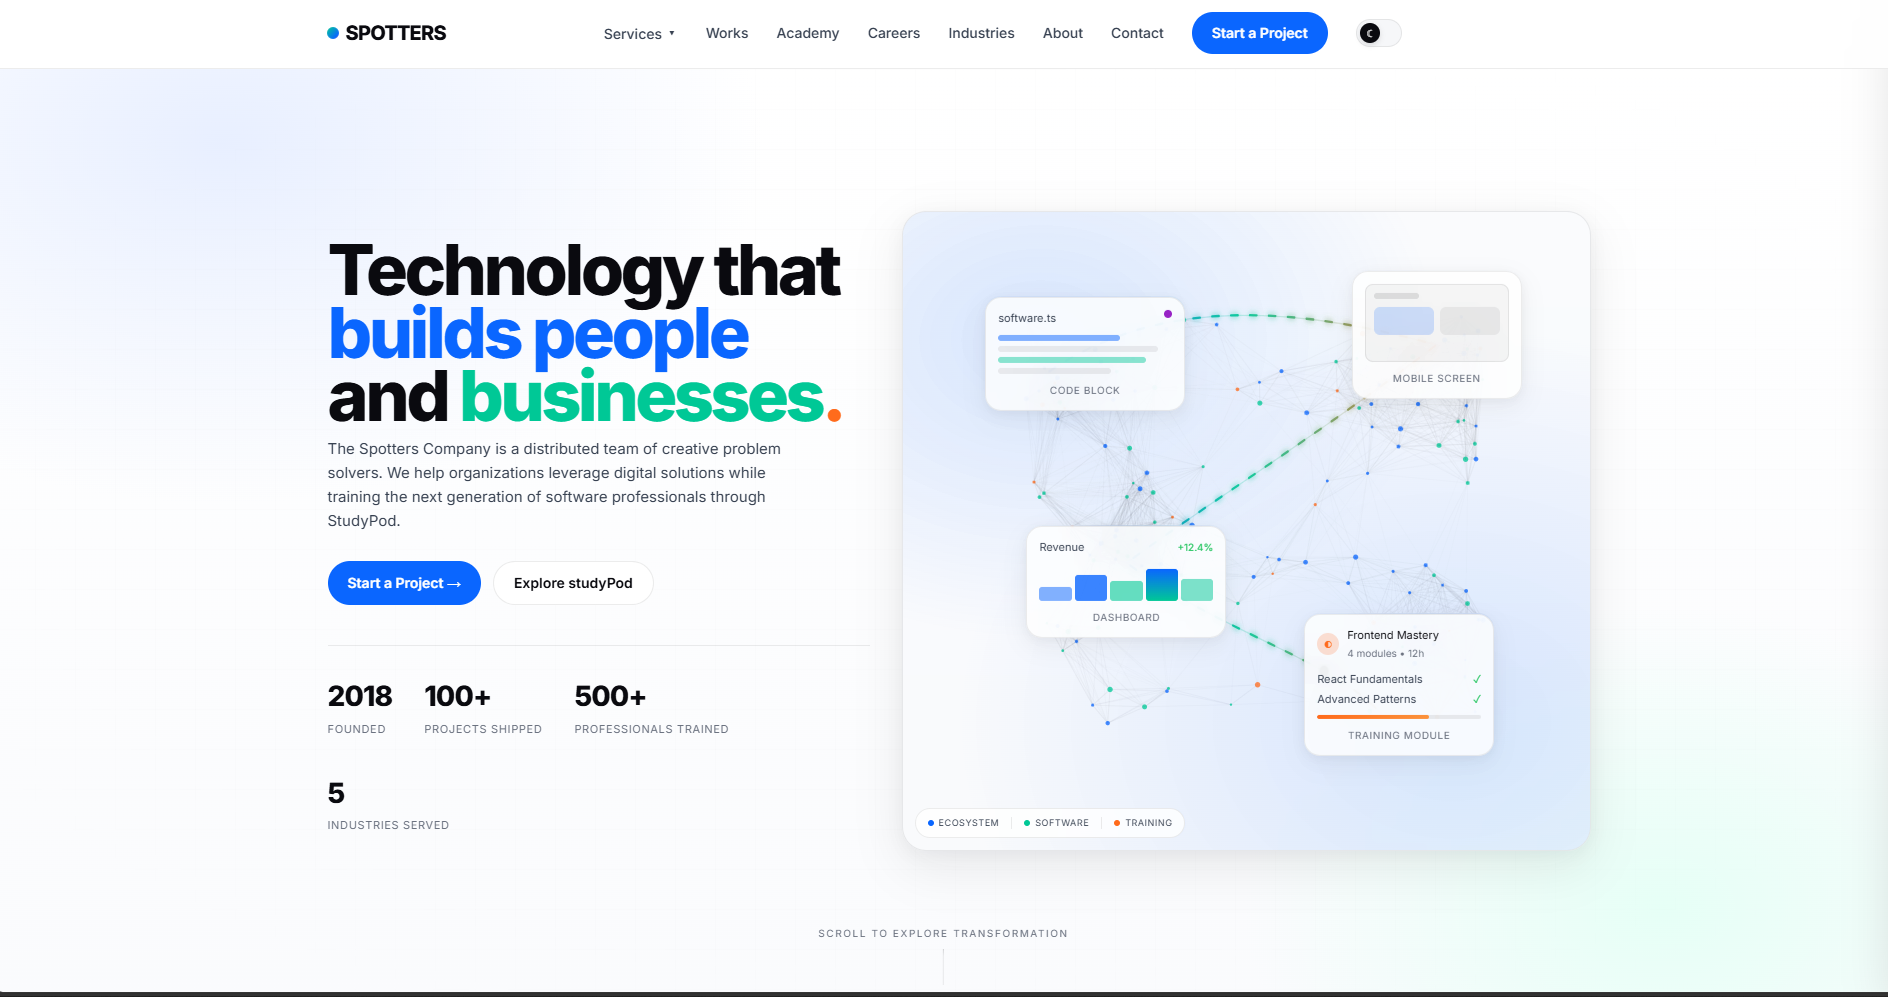 SPOTTERS
Services ▾
Works
Academy
Careers
Industries
About
Contact
Start a Project
Technology that
builds people
and businesses.
The Spotters Company is a distributed team of creative problem
solvers. We help organizations leverage digital solutions while
training the next generation of software professionals through
StudyPod.
Start a Project →
Explore studyPod
2018
FOUNDED
100+
PROJECTS SHIPPED
500+
PROFESSIONALS TRAINED
5
INDUSTRIES SERVED
software.ts
CODE BLOCK
MOBILE SCREEN
Revenue
+12.4%
DASHBOARD
Frontend Mastery
4 modules • 12h
React Fundamentals ✓
Advanced Patterns ✓
TRAINING MODULE
ECOSYSTEM
SOFTWARE
TRAINING
SCROLL TO EXPLORE TRANSFORMATION